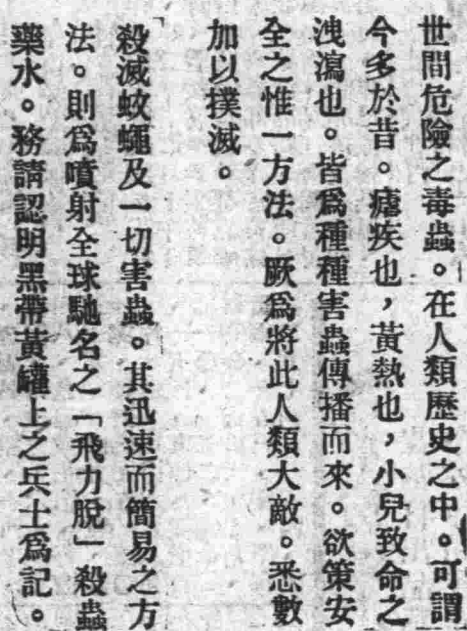 世間危險之毒蟲。在人類歷史之中。可謂
今多於昔。瘧疾也，黃熱也，小兒致命之
洩瀉也。皆爲種種害蟲傳播而來。欲策安
全之惟一方法。厥爲將此人類大敵。悉數
加以撲滅。
殺滅蚊蠅及一切害蟲。其迅速而簡易之方
法。則爲噴射全球馳名之「飛力脫」殺蟲
藥水。務請認明黑帶黃罐上之兵士爲記。